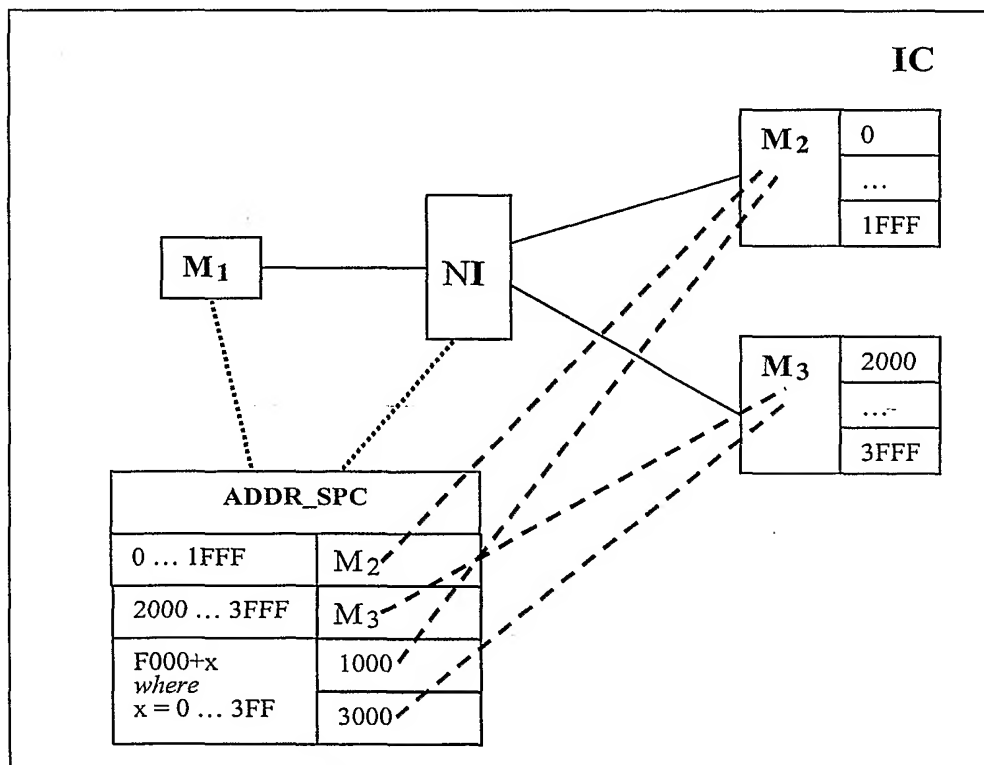 IC
M2
0
...
1FFF
M1
NI
M3
2000
...
3FFF
ADDR_SPC
0 ... 1FFF
M2
2000 ... 3FFF
M3
F000+x
where
x = 0 ... 3FF
1000
3000